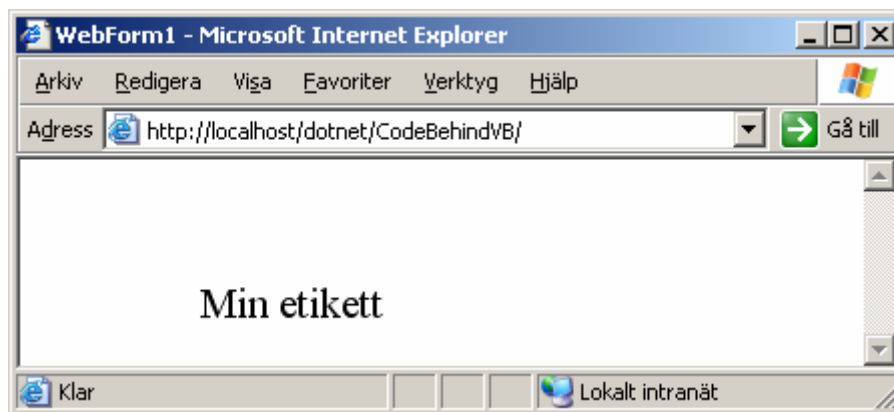 WebForm1 - Microsoft Internet Explorer
Arkiv Redigera Visa Favoriter Verktyg Hjälp
Adress http://localhost/dotnet/CodeBehindVB/ Gå till
Min etikett
Klar Lokalt intranät